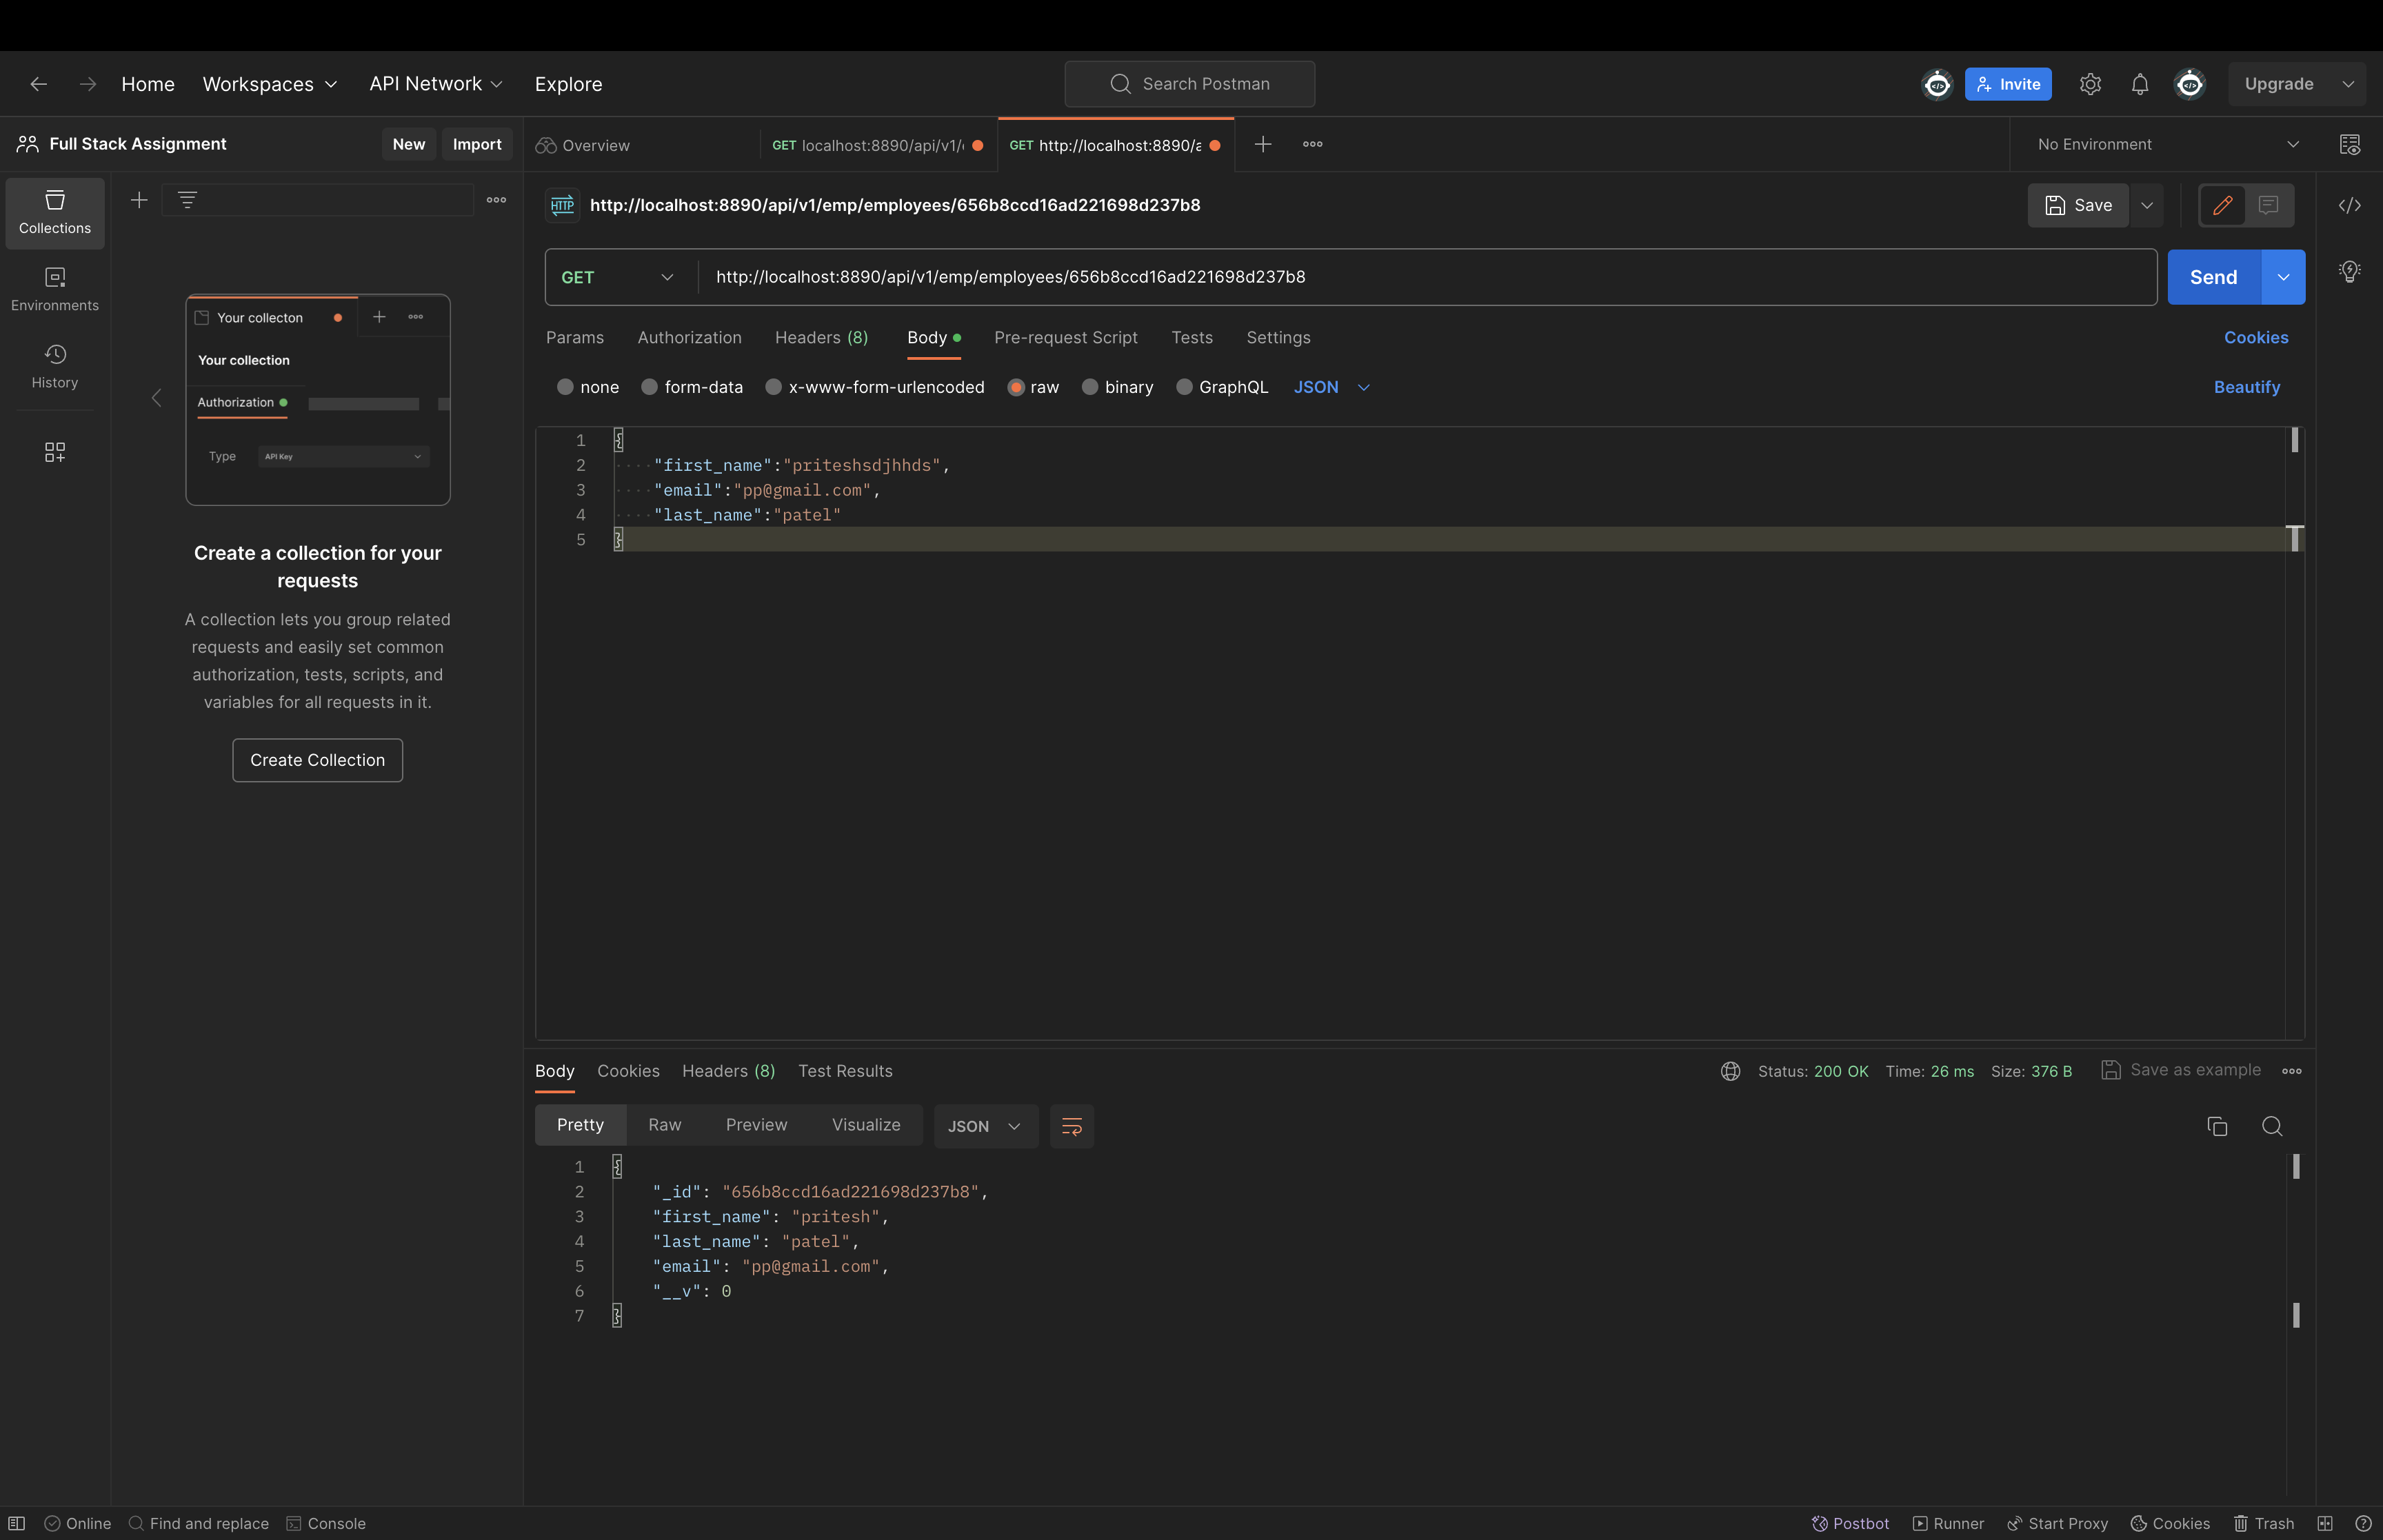 Home Workspaces API Network Explore Search Postman Invite Upgrade
Full Stack Assignment New Import Overview GET localhost:8890/api/v1/ GET http://localhost:8890/a No Environment
Collections
Environments
History
Your collecton
Your collection
Authorization
Type API Key
Create a collection for your
requests
A collection lets you group related
requests and easily set common
authorization, tests, scripts, and
variables for all requests in it.
Create Collection
HTTP http://localhost:8890/api/v1/emp/employees/656b8ccd16ad221698d237b8 Save
GET http://localhost:8890/api/v1/emp/employees/656b8ccd16ad221698d237b8 Send
Params Authorization Headers (8) Body Pre-request Script Tests Settings Cookies
none form-data x-www-form-urlencoded raw binary GraphQL JSON Beautify
1 {
2 "first_name":"priteshsdjhhds",
3 "email":"pp@gmail.com",
4 "last_name":"patel"
5 }
Body Cookies Headers (8) Test Results Status: 200 OK Time: 26 ms Size: 376 B Save as example
Pretty Raw Preview Visualize JSON
1 {
2 "_id": "656b8ccd16ad221698d237b8",
3 "first_name": "pritesh",
4 "last_name": "patel",
5 "email": "pp@gmail.com",
6 "__v": 0
7 }
Online Find and replace Console Postbot Runner Start Proxy Cookies Trash